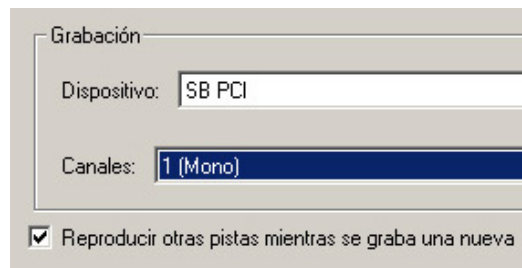 Grabación
Dispositivo: SB PCI
Canales: 1 (Mono)
Reproducir otras pistas mientras se graba una nueva